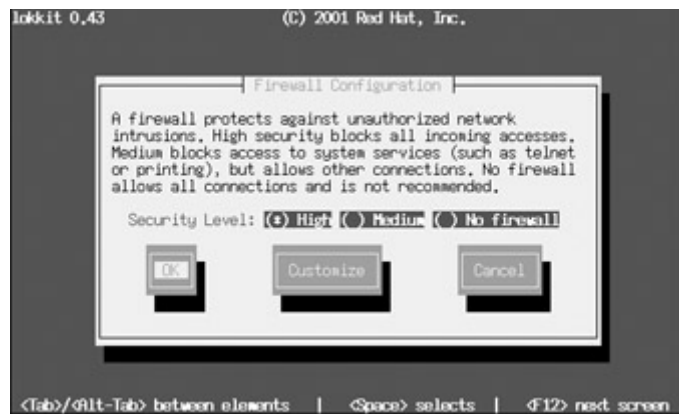 lokkit 0.43 (C) 2001 Red Hat, Inc.
Firewall Configuration
A firewall protects against unauthorized network
intrusions. High security blocks all incoming accesses.
Medium blocks access to system services (such as telnet
or printing), but allows other connections. No firewall
allows all connections and is not recommended.
Security Level: (*) High ( ) Medium ( ) No firewall
OK Customize Cancel
<Tab>/<Alt-Tab> between elements | <Space> selects | <F12> next screen